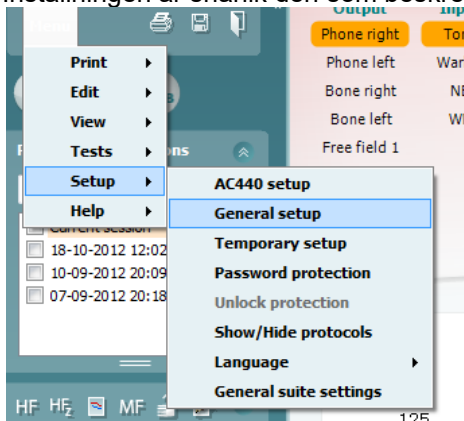 Output
Phone right
Phone left
Bone right
Bone left
Free field 1
Print
Edit
View
Tests
Setup
Help
AC440 setup
General setup
Temporary setup
Password protection
Unlock protection
Show/Hide protocols
Language
General suite settings
Current session
18-10-2012 12:02
10-09-2012 20:09
07-09-2012 20:18
HF HFz MF
125